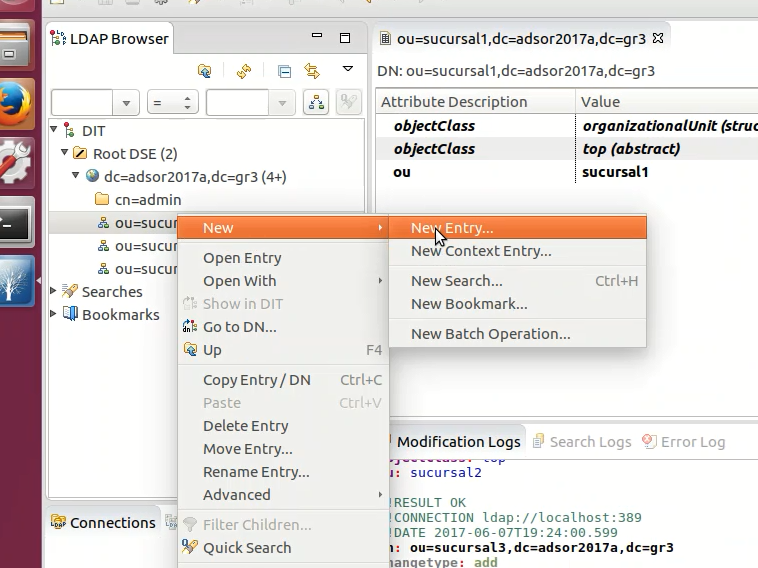 LDAP Browser
ou=sucursal1,dc=adsor2017a,dc=gr3
DN: ou=sucursal1,dc=adsor2017a,dc=gr3
=
Attribute Description Value
objectClass organizationalUnit (struc
objectClass top (abstract)
ou sucursal1
DIT
Root DSE (2)
dc=adsor2017a,dc=gr3 (4+)
cn=admin
ou=sucur
ou=sucur
ou=sucur
Searches
Bookmarks
New
Open Entry
Open With
Show in DIT
Go to DN...
Up F4
Copy Entry / DN Ctrl+C
Paste Ctrl+V
Delete Entry
Move Entry...
Rename Entry...
Advanced
Filter Children...
Quick Search
New Entry...
New Context Entry...
New Search... Ctrl+H
New Bookmark...
New Batch Operation...
Modification Logs Search Logs Error Log
objectClass: top
u: sucursal2
!RESULT OK
!CONNECTION ldap://localhost:389
!DATE 2017-06-07T19:24:00.599
n: ou=sucursal3,dc=adsor2017a,dc=gr3
hangetype: add
Connections